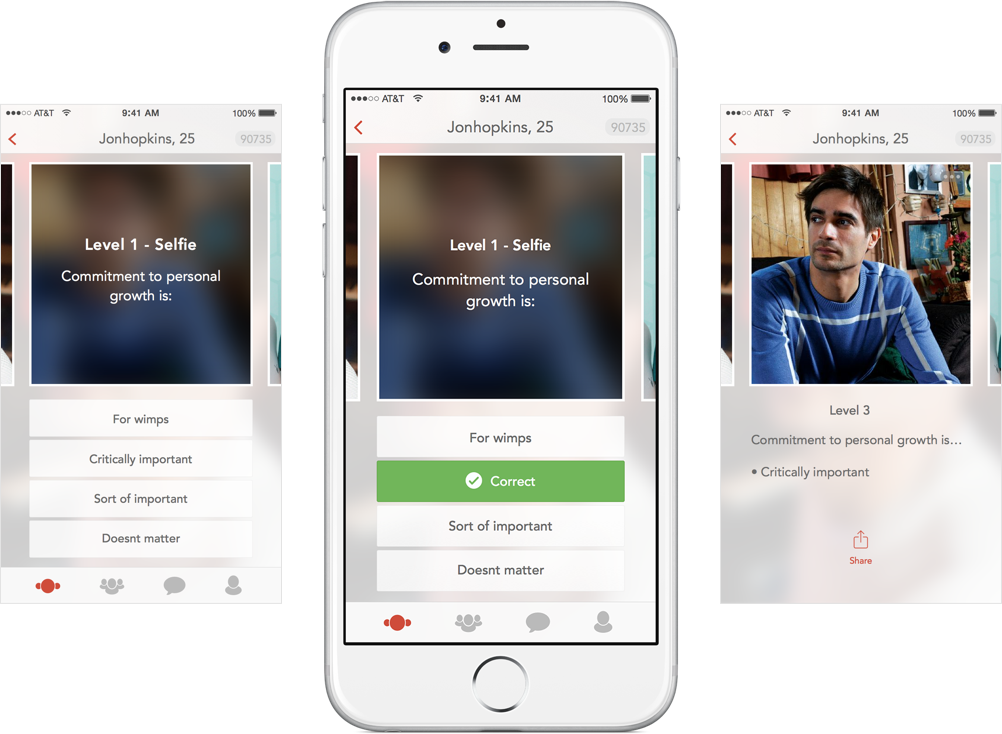 AT&T 9:41 AM 100%
Jonhopkins, 25 90735
Level 1 - Selfie
Commitment to personal
growth is:
For wimps
Critically important
Sort of important
Doesnt matter
AT&T 9:41 AM 100%
Jonhopkins, 25 90735
Level 1 - Selfie
Commitment to personal
growth is:
For wimps
Correct
Sort of important
Doesnt matter
AT&T 9:41 AM 100%
Jonhopkins, 25 90735
Level 3
Commitment to personal growth is...
• Critically important
Share